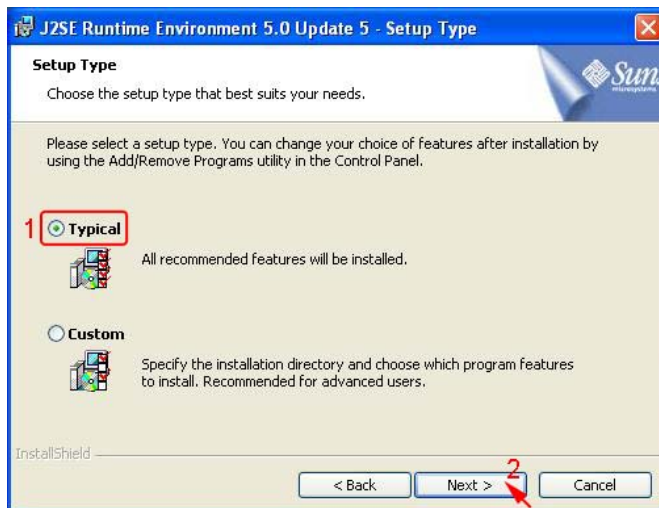 J2SE Runtime Environment 5.0 Update 5 - Setup Type
Setup Type
Choose the setup type that best suits your needs.
Sun
microsystems
Please select a setup type. You can change your choice of features after installation by
using the Add/Remove Programs utility in the Control Panel.
1 Typical
All recommended features will be installed.
Custom
Specify the installation directory and choose which program features
to install. Recommended for advanced users.
InstallShield
< Back
Next > 2
Cancel